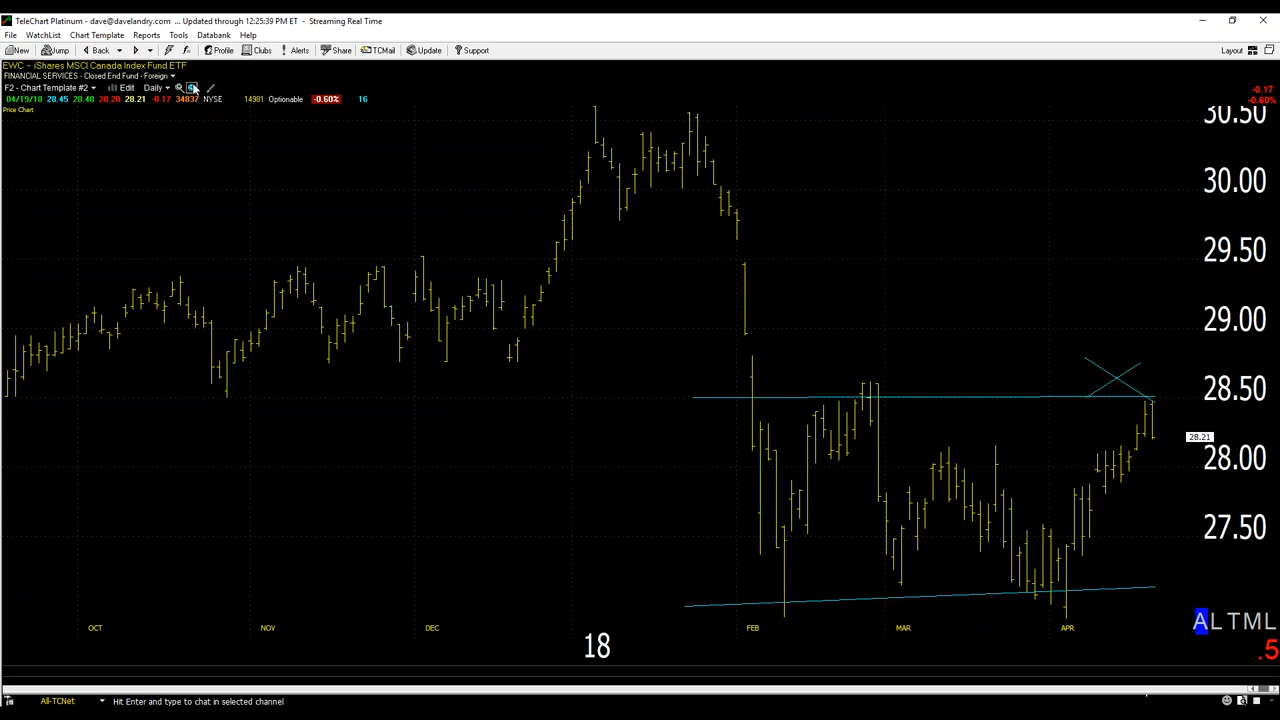 TeleChart Platinum - dave@davelandry.com ... Updated through 12:25:39 PM ET - Streaming Real Time
File WatchList Chart Template Reports Tools Databank Help
New Jump Back Profile Clubs Alerts Share TCMail Update Support Layout
EWC - iShares MSCI Canada Index Fund ETF
FINANCIAL SERVICES - Closed End Fund - Foreign
F2 - Chart Template #2 Edit Daily
04/19/18 28.45 28.48 28.20 28.21 -0.17 34837 NYSE 14981 Optionable -0.60% 16
-0.17
-0.60%
Price Chart
30.50
30.00
29.50
29.00
28.50
28.21
28.00
27.50
ALTML
OCT NOV DEC 18 FEB MAR APR
.5
All-TCNet Hit Enter and type to chat in selected channel